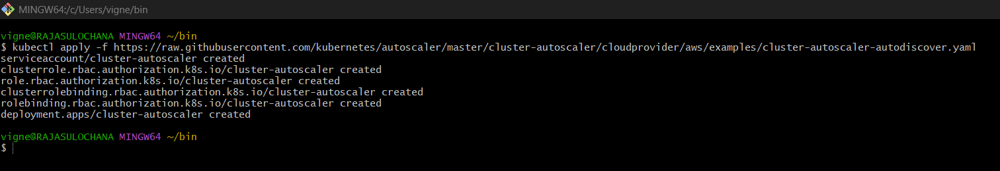 MINGW64:/c/Users/vigne/bin
vigne@RAJASULOCHANA MINGW64 ~/bin
$ kubectl apply -f https://raw.githubusercontent.com/kubernetes/autoscaler/master/cluster-autoscaler/cloudprovider/aws/examples/cluster-autoscaler-autodiscover.yaml
serviceaccount/cluster-autoscaler created
clusterrole.rbac.authorization.k8s.io/cluster-autoscaler created
role.rbac.authorization.k8s.io/cluster-autoscaler created
clusterrolebinding.rbac.authorization.k8s.io/cluster-autoscaler created
rolebinding.rbac.authorization.k8s.io/cluster-autoscaler created
deployment.apps/cluster-autoscaler created
vigne@RAJASULOCHANA MINGW64 ~/bin
$